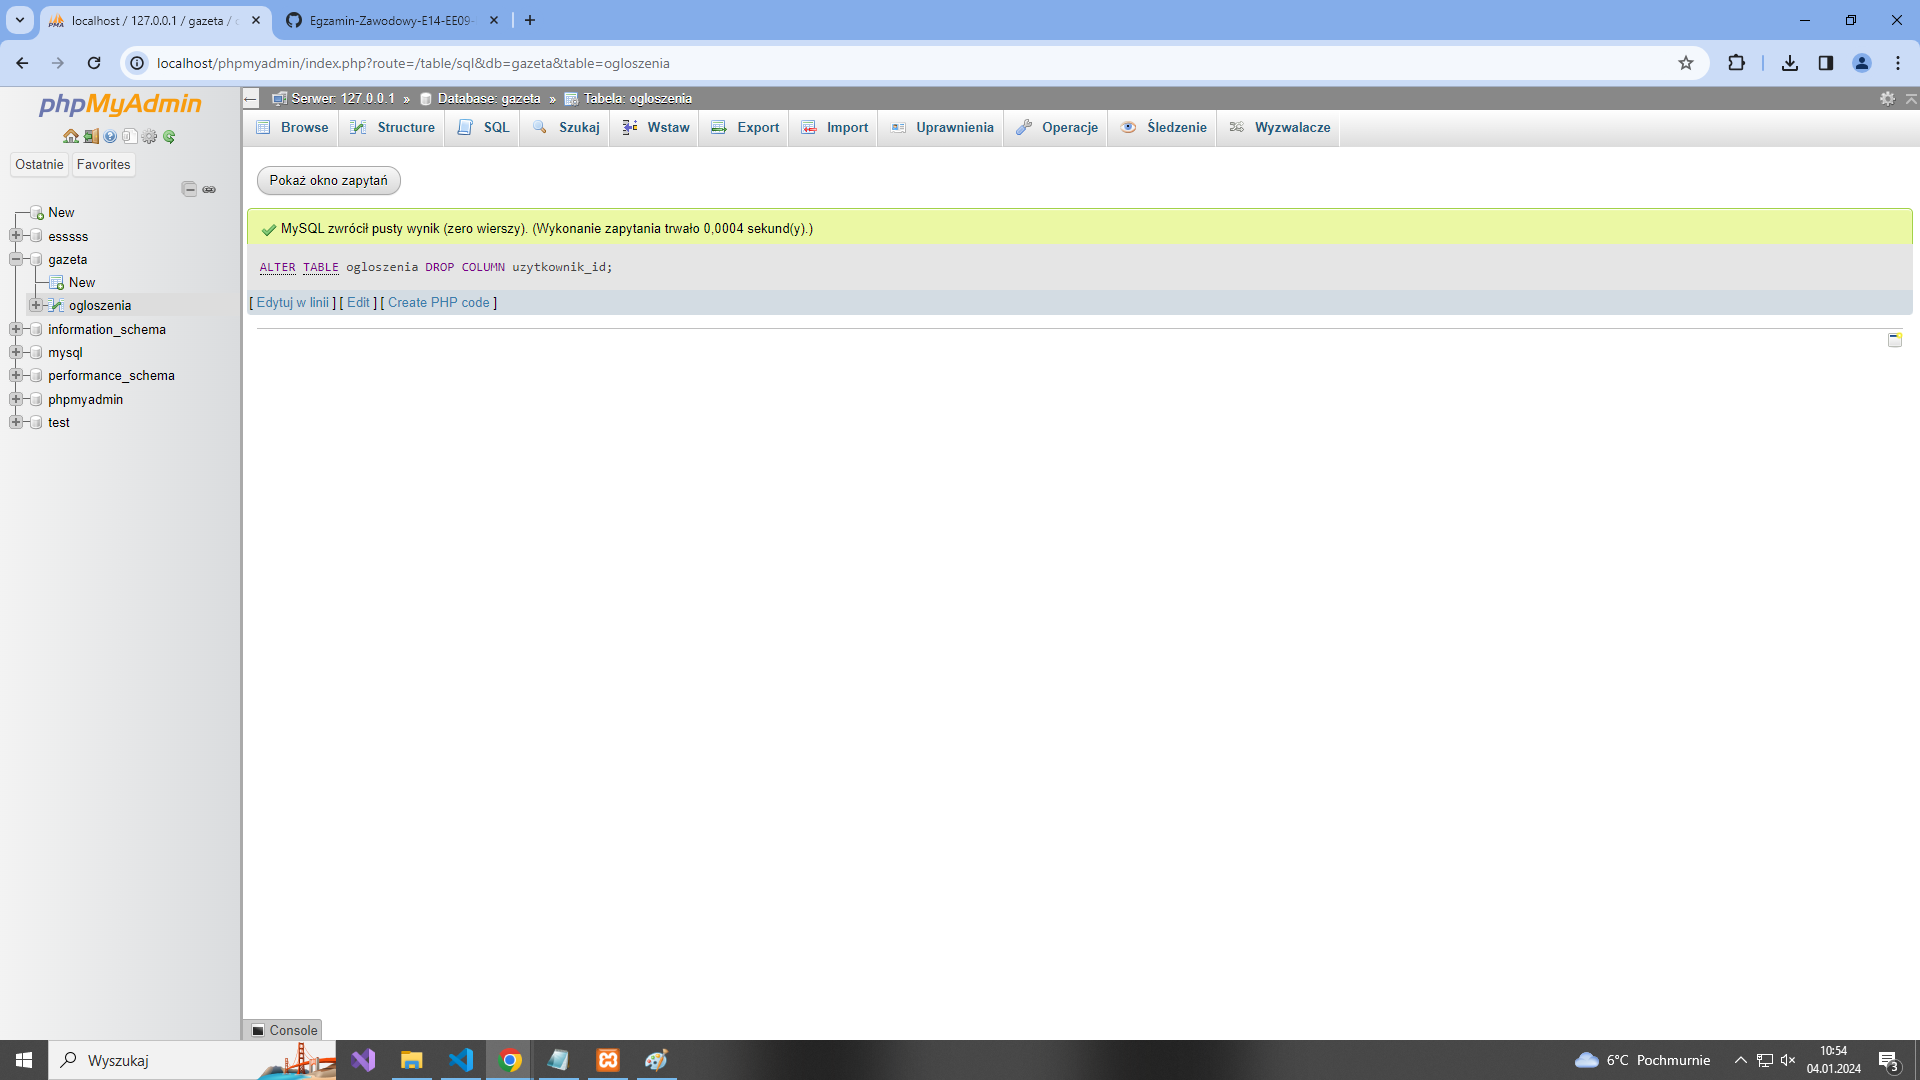 localhost / 127.0.0.1 / gazeta /
Egzamin-Zawodowy-E14-EE09-
localhost/phpmyadmin/index.php?route=/table/sql&db=gazeta&table=ogloszenia
phpMyAdmin
Ostatnie Favorites
New
esssss
gazeta
New
ogloszenia
information_schema
mysql
performance_schema
phpmyadmin
test
Serwer: 127.0.0.1 » Database: gazeta » Tabela: ogloszenia
Browse Structure SQL Szukaj Wstaw Export Import Uprawnienia Operacje Śledzenie Wyzwalacze
Pokaż okno zapytań
MySQL zwrócił pusty wynik (zero wierszy). (Wykonanie zapytania trwało 0,0004 sekund(y).)
ALTER TABLE ogloszenia DROP COLUMN uzytkownik_id;
[ Edytuj w linii ] [ Edit ] [ Create PHP code ]
Console
Wyszukaj
6°C Pochmurnie
10:54
04.01.2024
3